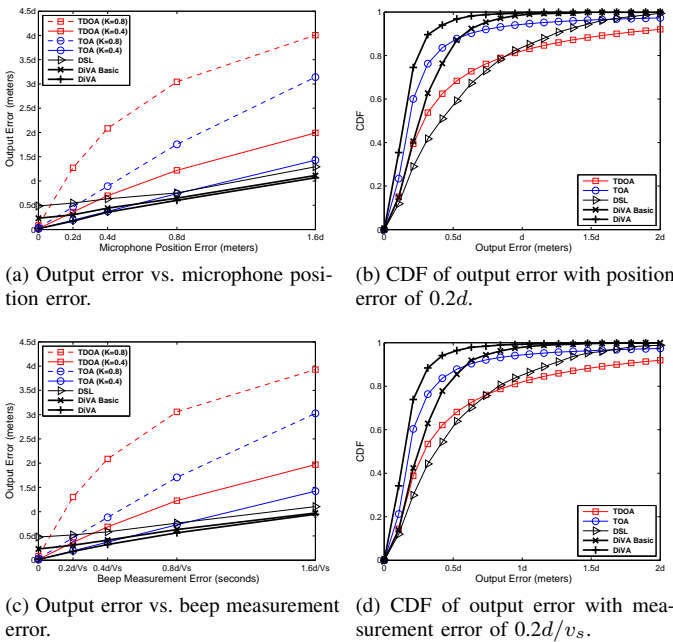 4.5d
4d
3.5d
3d
2.5d
2d
1.5d
d
0.5d
0
Output Error (meters)
TDOA (K=0.8)
TDOA (K=0.4)
TOA (K=0.8)
TOA (K=0.4)
DSL
DiVA Basic
DiVA
0 0.2d 0.4d 0.8d 1.6d
Microphone Position Error (meters)
(a) Output error vs. microphone posi-
tion error.
1
0.8
0.6
0.4
0.2
0
CDF
TDOA
TOA
DSL
DiVA Basic
DiVA
0 0.5d d 1.5d 2d
Output Error (meters)
(b) CDF of output error with position
error of 0.2d.
4.5d
4d
3.5d
3d
2.5d
2d
1.5d
d
0.5d
0
Output Error (meters)
TDOA (K=0.8)
TDOA (K=0.4)
TOA (K=0.8)
TOA (K=0.4)
DSL
DiVA Basic
DiVA
0 0.2d/Vs 0.4d/Vs 0.8d/Vs 1.6d/Vs
Beep Measurement Error (seconds)
(c) Output error vs. beep measurement
error.
1
0.8
0.6
0.4
0.2
0
CDF
TDOA
TOA
DSL
DiVA Basic
DiVA
0 0.5d d 1.5d 2d
Output Error (meters)
(d) CDF of output error with mea-
surement error of 0.2d/vₛ.